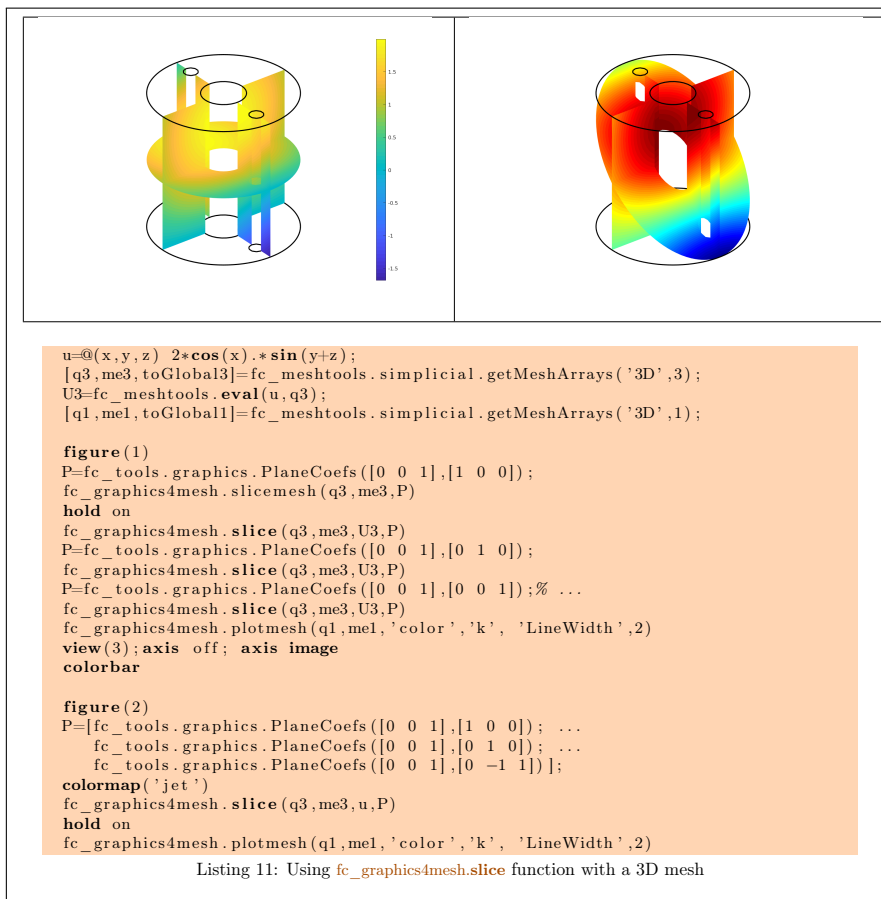 1.5
1
0.5
0
-0.5
-1
-1.5
u=@(x,y,z) 2*cos(x).*sin(y+z);
[q3,me3,toGlobal3]=fc_meshtools.simplicial.getMeshArrays('3D',3);
U3=fc_meshtools.eval(u,q3);
[q1,me1,toGlobal1]=fc_meshtools.simplicial.getMeshArrays('3D',1);
figure(1)
P=fc_tools.graphics.PlaneCoefs([0 0 1],[1 0 0]);
fc_graphics4mesh.slicemesh(q3,me3,P)
hold on
fc_graphics4mesh.slice(q3,me3,U3,P)
P=fc_tools.graphics.PlaneCoefs([0 0 1],[0 1 0]);
fc_graphics4mesh.slice(q3,me3,U3,P)
P=fc_tools.graphics.PlaneCoefs([0 0 1],[0 0 1]);% ...
fc_graphics4mesh.slice(q3,me3,U3,P)
fc_graphics4mesh.plotmesh(q1,me1,'color','k', 'LineWidth',2)
view(3);axis off; axis image
colorbar
figure(2)
P=[fc_tools.graphics.PlaneCoefs([0 0 1],[1 0 0]); ...
fc_tools.graphics.PlaneCoefs([0 0 1],[0 1 0]); ...
fc_tools.graphics.PlaneCoefs([0 0 1],[0 −1 1])];
colormap('jet')
fc_graphics4mesh.slice(q3,me3,u,P)
hold on
fc_graphics4mesh.plotmesh(q1,me1,'color','k', 'LineWidth',2)
Listing 11: Using fc_graphics4mesh.slice function with a 3D mesh